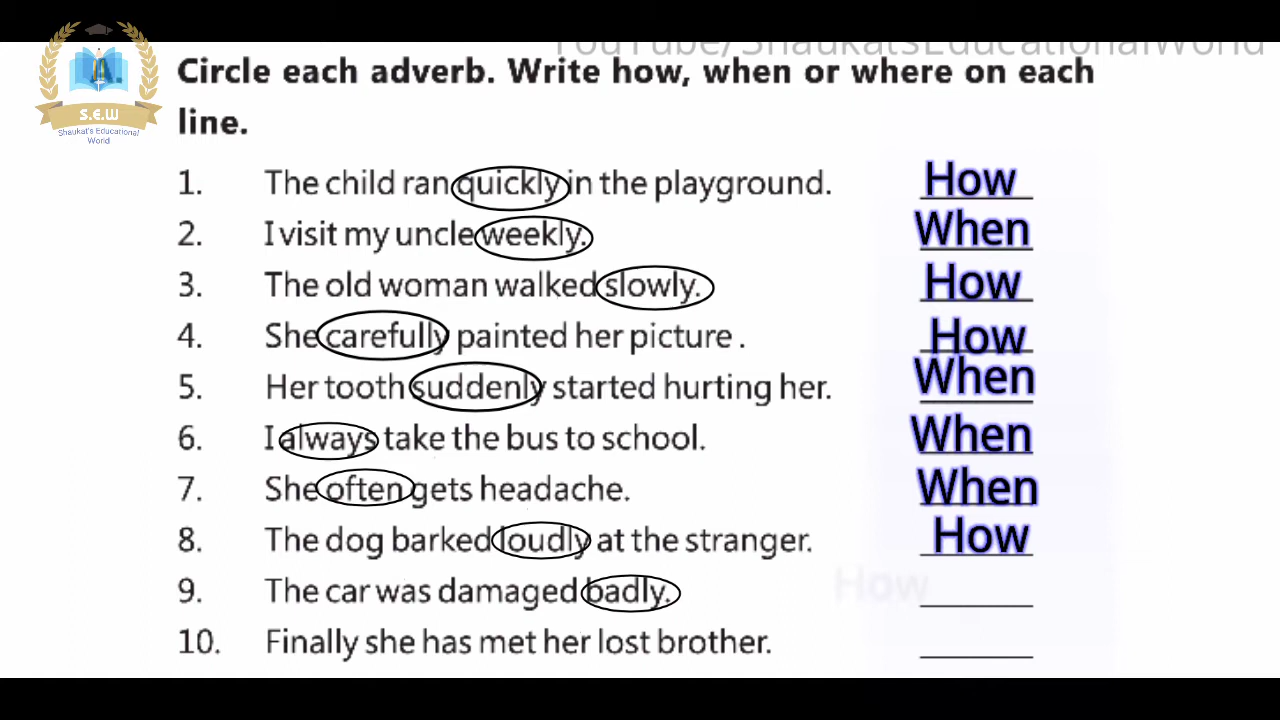 YouTube/Shaukat'sEducationalWorld
S.E.W
Shaukat's Educational
World
Circle each adverb. Write how, when or where on each
line.
1. The child ran quickly in the playground. How
2. I visit my uncle weekly. When
3. The old woman walked slowly. How
4. She carefully painted her picture . How
5. Her tooth suddenly started hurting her. When
6. I always take the bus to school. When
7. She often gets headache. When
8. The dog barked loudly at the stranger. How
9. The car was damaged badly. How
10. Finally she has met her lost brother.